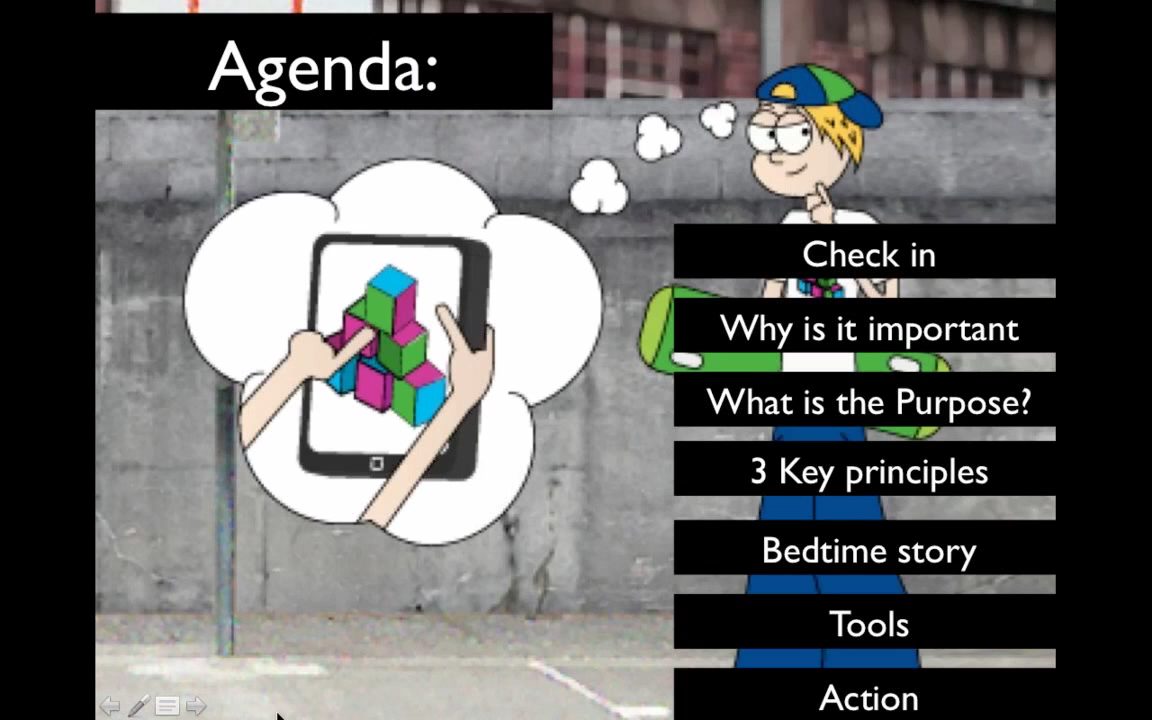 Agenda:
Check in
Why is it important
What is the Purpose?
3 Key principles
Bedtime story
Tools
Action